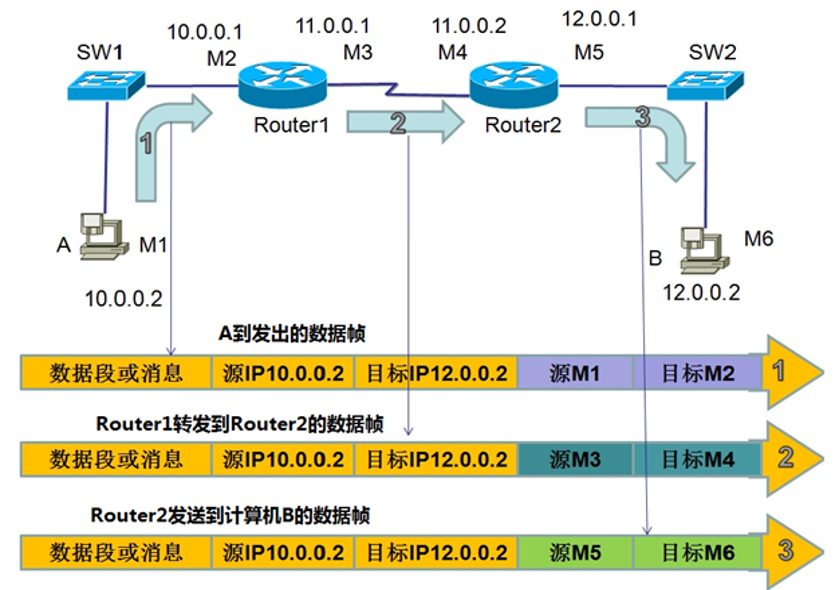 11.0.0.1 11.0.0.2 12.0.0.1
10.0.0.1
SW1 M2 M3 M4 M5 SW2
Router1 Router2
1 2 3
A M1 B M6
10.0.0.2 12.0.0.2
A到发出的数据帧
数据段或消息 源IP10.0.0.2 目标IP12.0.0.2 源M1 目标M2 1
Router1转发到Router2的数据帧
数据段或消息 源IP10.0.0.2 目标IP12.0.0.2 源M3 目标M4 2
Router2发送到计算机B的数据帧
数据段或消息 源IP10.0.0.2 目标IP12.0.0.2 源M5 目标M6 3